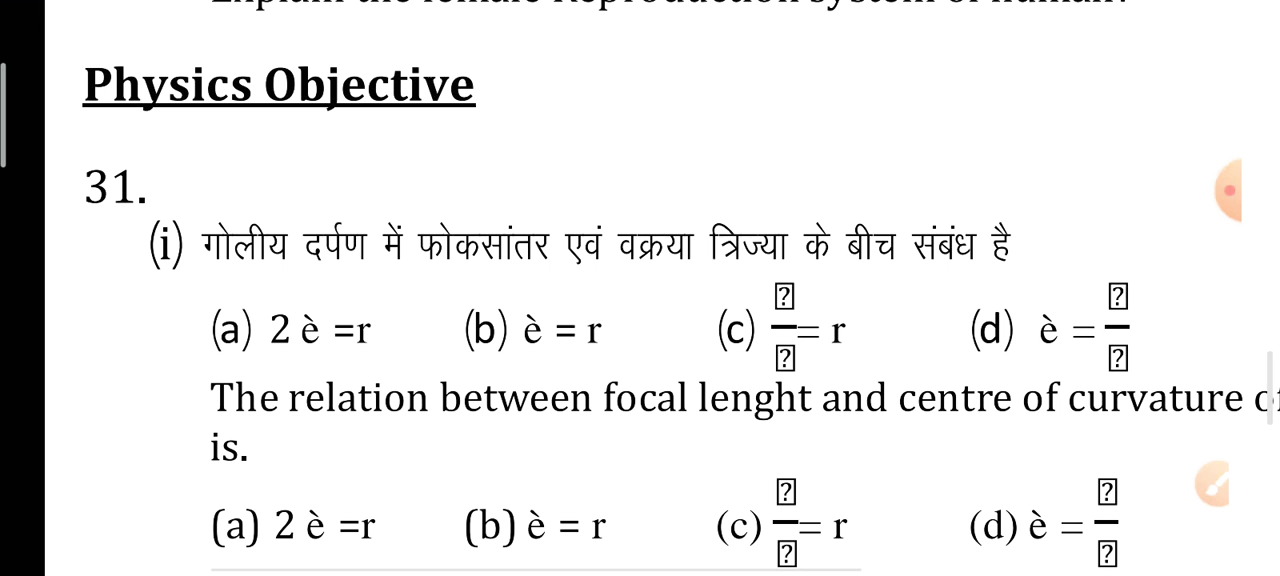 Physics Objective
31.
(i) गोलीय दर्पण में फोकसांतर एवं वक्रया त्रिज्या के बीच संबंध है
(a) 2 è =r (b) è = r (c) = r (d) è =
The relation between focal lenght and centre of curvature
is.
(a) 2 è =r (b) è = r (c) = r (d) è =